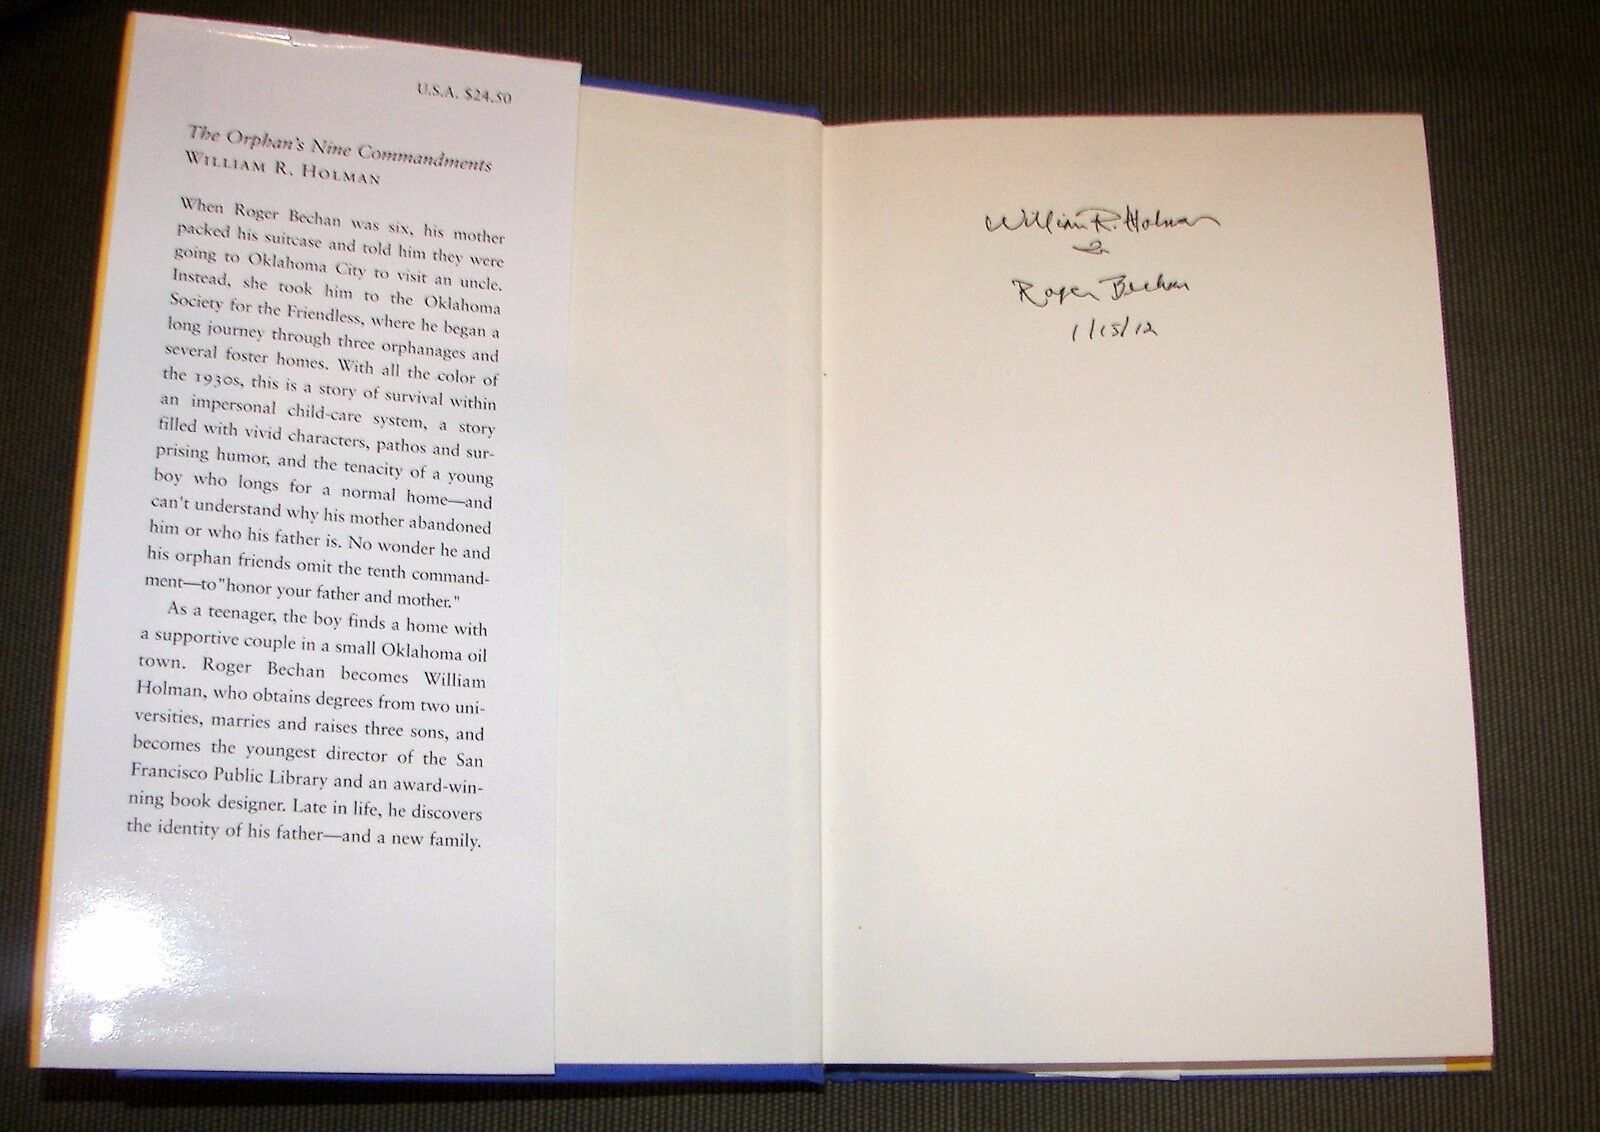 U.S.A. $24.50
The Orphan's Nine Commandments
WILLIAM R. HOLMAN
When Roger Bechan was six, his mother
packed his suitcase and told him they were
going to Oklahoma City to visit an uncle.
Instead, she took him to the Oklahoma
Society for the Friendless, where he began a
long journey through three orphanages and
several foster homes. With all the color of
the 1930s, this is a story of survival within
an impersonal child-care system, a story
filled with vivid characters, pathos and sur-
prising humor, and the tenacity of a young
boy who longs for a normal home—and
can't understand why his mother abandoned
him or who his father is. No wonder he and
his orphan friends omit the tenth command-
ment—to "honor your father and mother."
As a teenager, the boy finds a home with
a supportive couple in a small Oklahoma oil
town. Roger Bechan becomes William
Holman, who obtains degrees from two uni-
versities, marries and raises three sons, and
becomes the youngest director of the San
Francisco Public Library and an award-win-
ning book designer. Late in life, he discovers
the identity of his father—and a new family.
William R. Holman
Roger Bechan
1/15/12